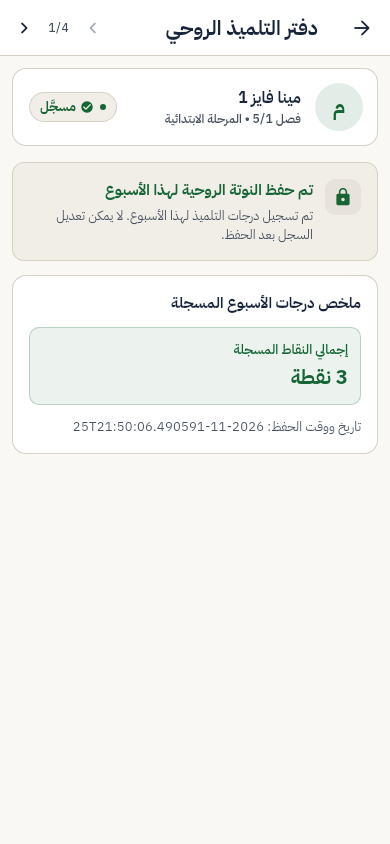 دفتر التلميذ الروحي
1/4
م
مينا فايز 1
فصل 5/1 • المرحلة الابتدائية
مسجَّل
تم حفظ النوتة الروحية لهذا الأسبوع
تم تسجيل درجات التلميذ لهذا الأسبوع. لا يمكن تعديل
السجل بعد الحفظ.
ملخص درجات الأسبوع المسجلة
إجمالي النقاط المسجلة
3 نقطة
تاريخ ووقت الحفظ: 2026-11-25T21:50:06.490591